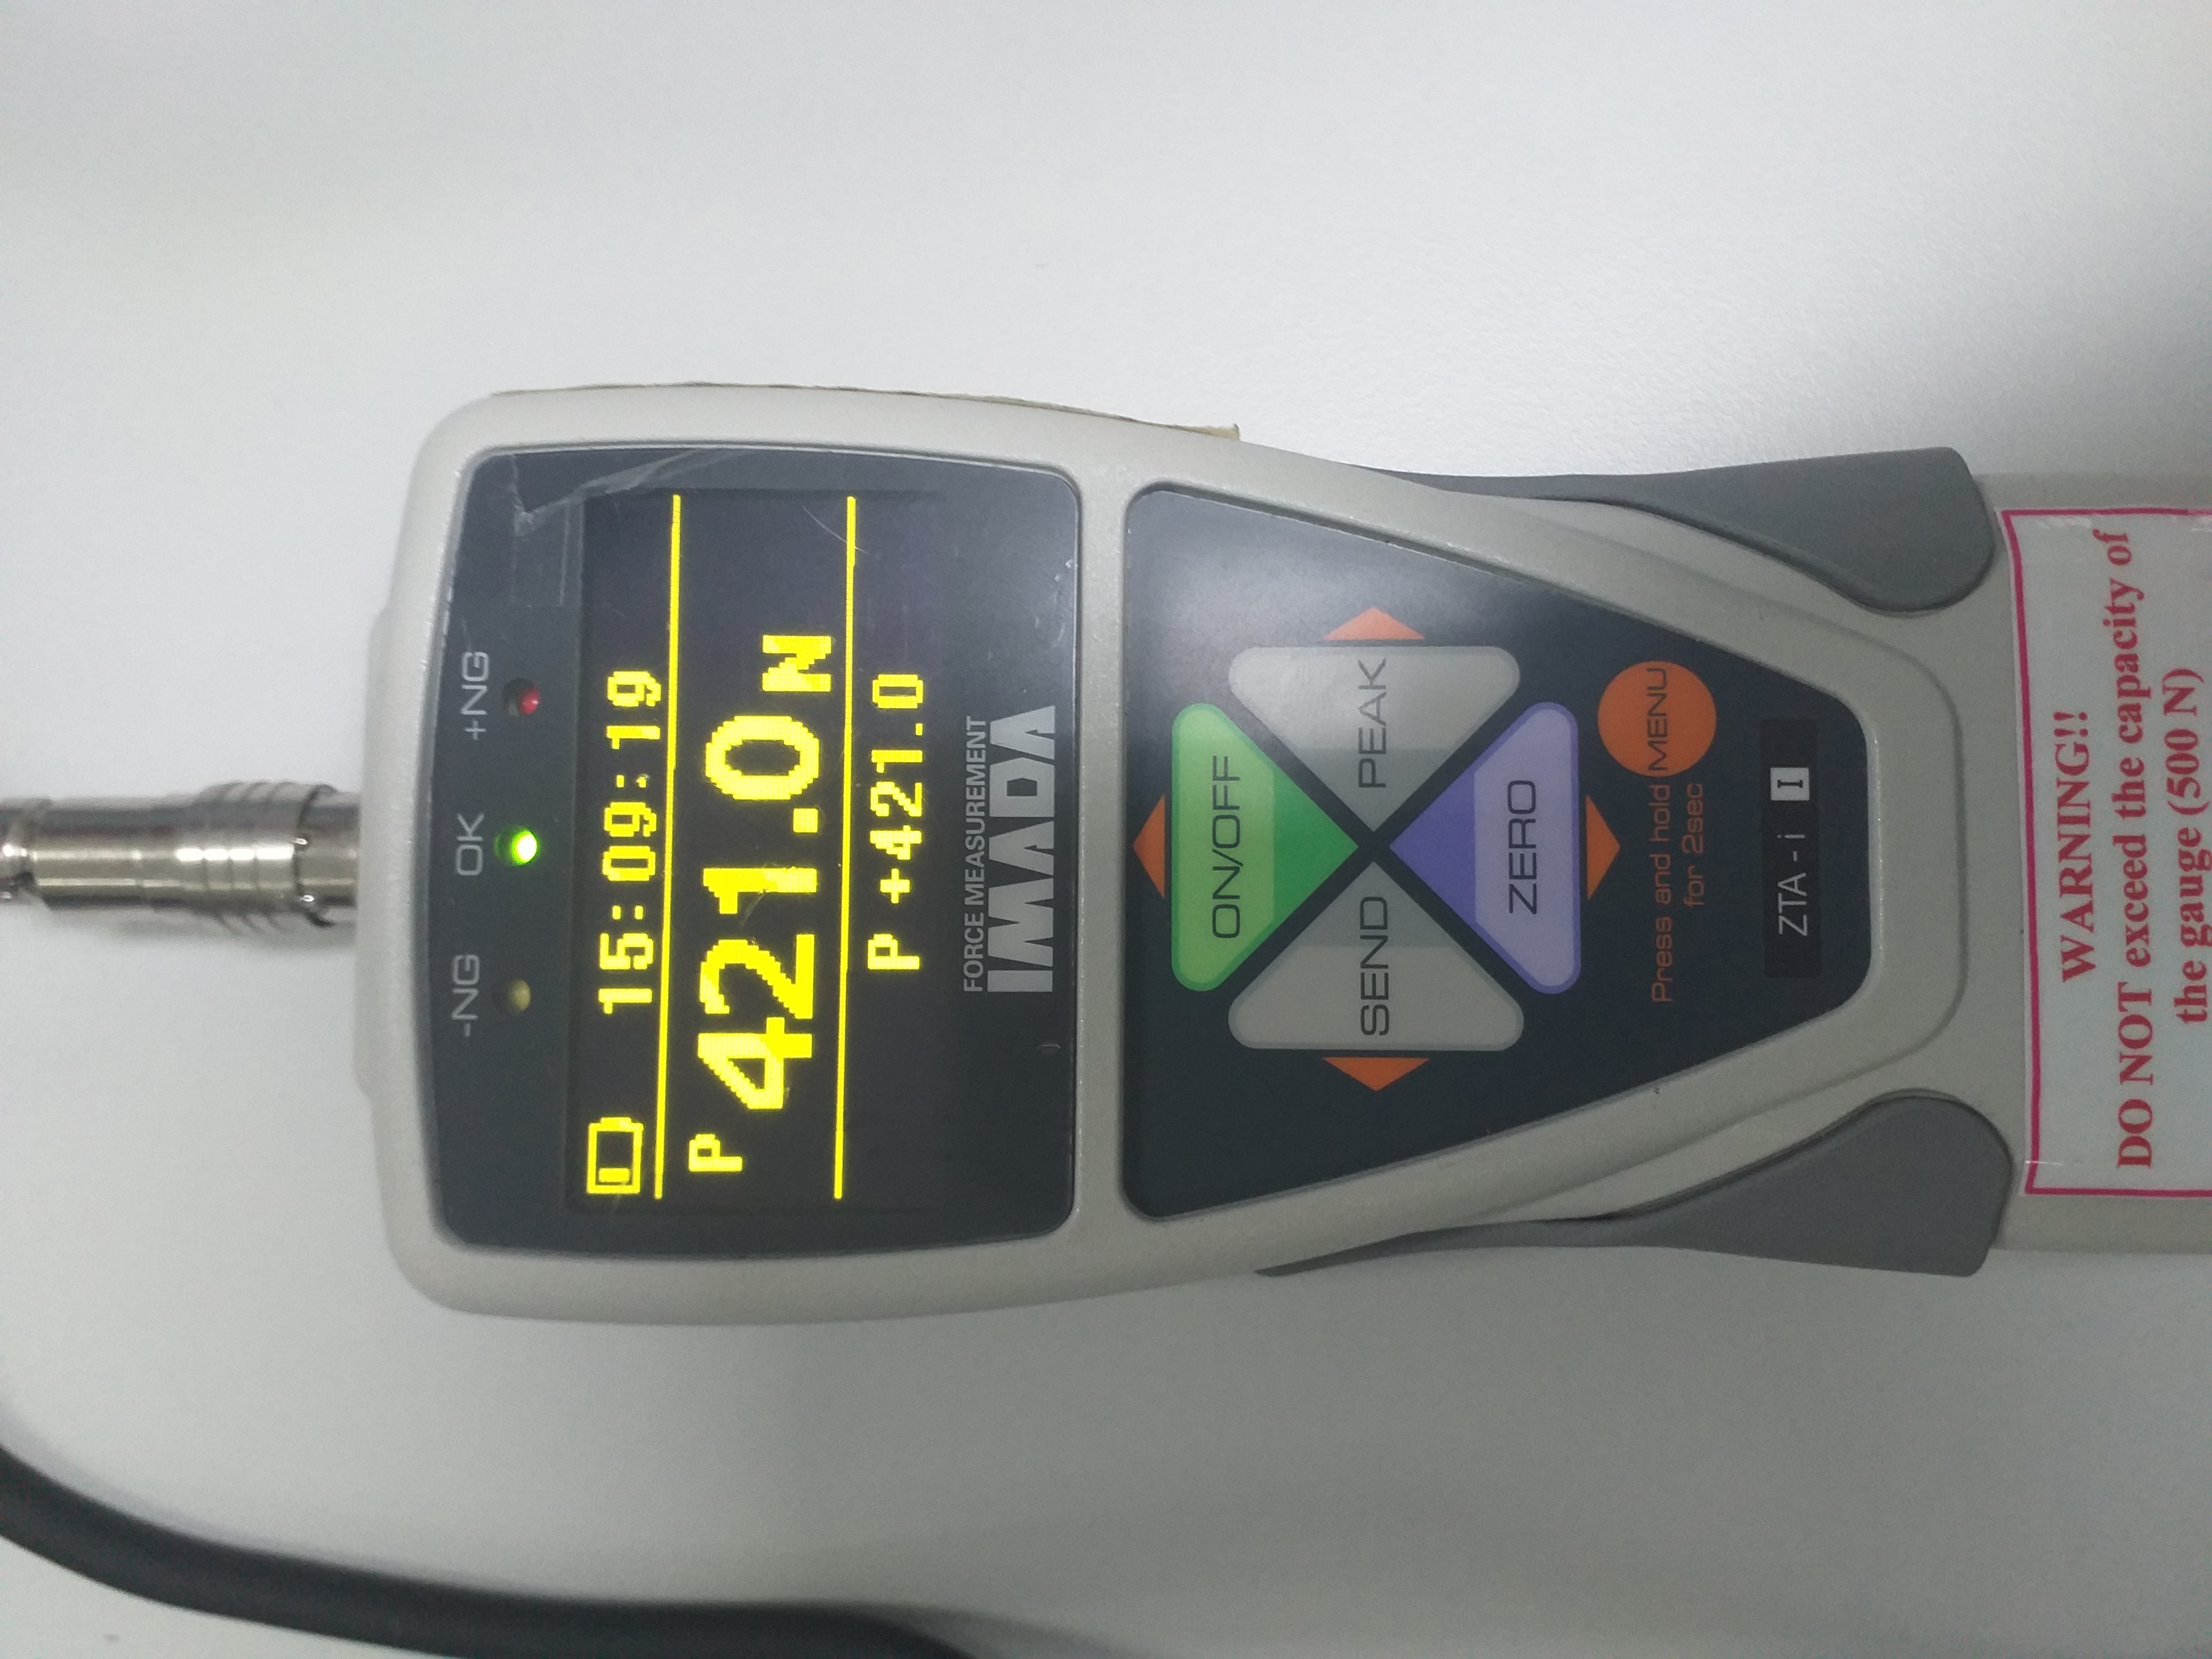 -NG OK +NG
15:09:19
P 421.0 N
P +421.0
FORCE MEASUREMENT
IMADA
ON/OFF
SEND PEAK
ZERO
Press and hold MENU
for 2sec
ZTA - i I
WARNING!!
DO NOT exceed the capacity of
the gauge (500 N)